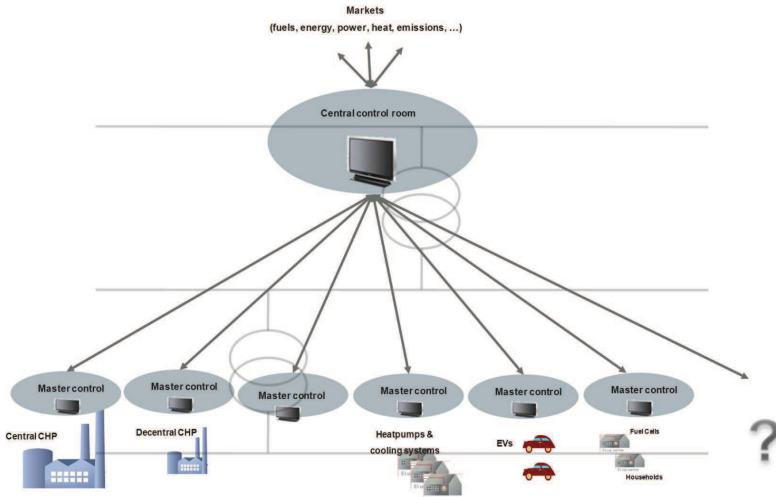 Markets
(fuels, energy, power, heat, emissions, ...)
Central control room
Master control
Master control
Master control
Master control
Master control
Master control
Central CHP
Decentral CHP
Heatpumps &
cooling systems
EVs
Fuel Cells
Households
?